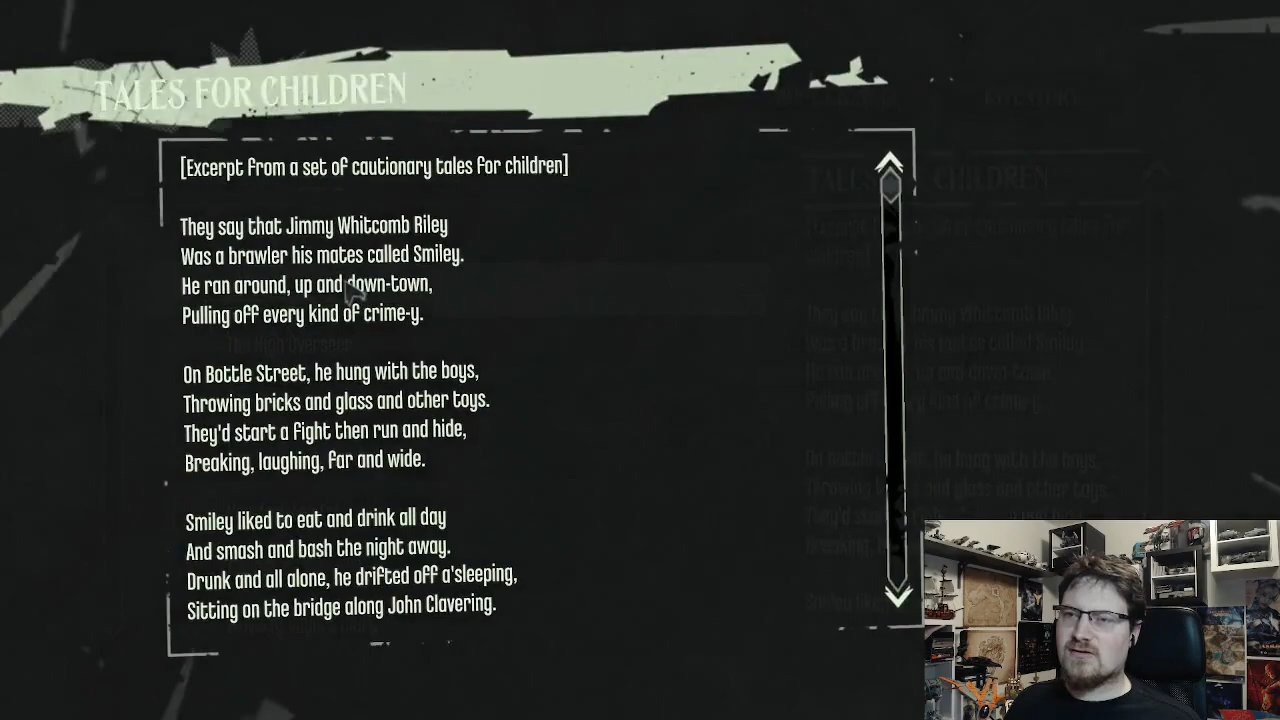 TALES FOR CHILDREN
[Excerpt from a set of cautionary tales for children]
They say that Jimmy Whitcomb Riley
Was a brawler his mates called Smiley.
He ran around, up and down-town,
Pulling off every kind of crime-y.
On Bottle Street, he hung with the boys,
Throwing bricks and glass and other toys.
They'd start a fight then run and hide,
Breaking, laughing, far and wide.
Smiley liked to eat and drink all day
And smash and bash the night away.
Drunk and all alone, he drifted off a'sleeping,
Sitting on the bridge along John Clavering.